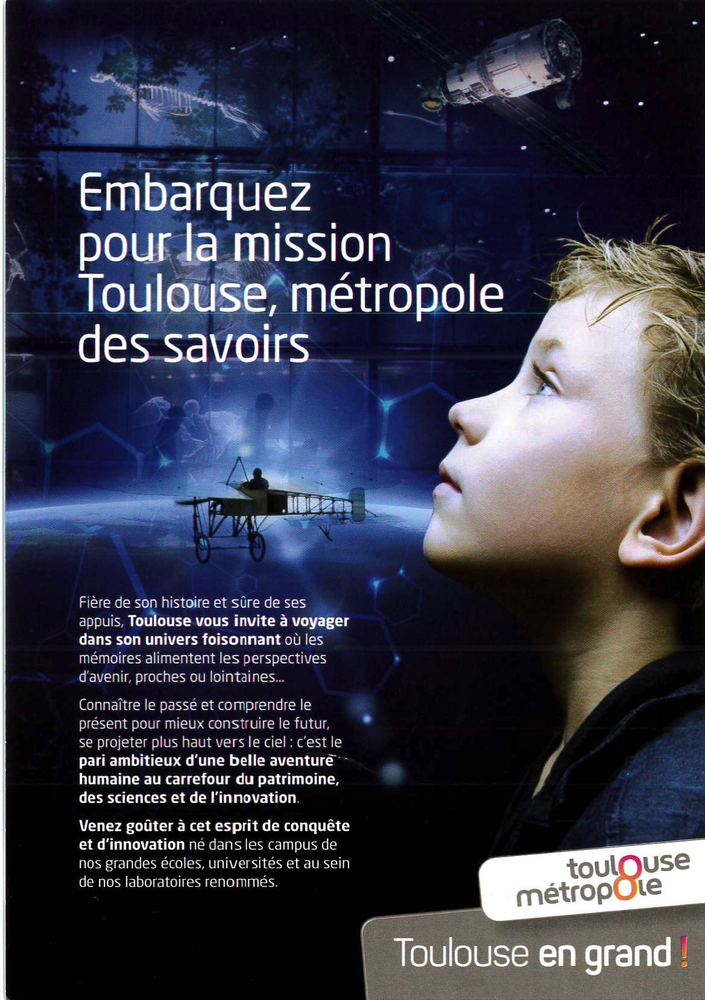 Embarquez
pour la mission
Toulouse, métropole
des savoirs
Fière de son histoire et sûre de ses
appuis, Toulouse vous invite à voyager
dans son univers foisonnant où les
mémoires alimentent les perspectives
d'avenir, proches ou lointaines...
Connaître le passé et comprendre le
présent pour mieux construire le futur,
se projeter plus haut vers le ciel : c'est le
pari ambitieux d'une belle aventure
humaine au carrefour du patrimoine,
des sciences et de l'innovation.
Venez goûter à cet esprit de conquête
et d'innovation né dans les campus de
nos grandes écoles, universités et au sein
de nos laboratoires renommés.
toulouse
métropole
Toulouse en grand !